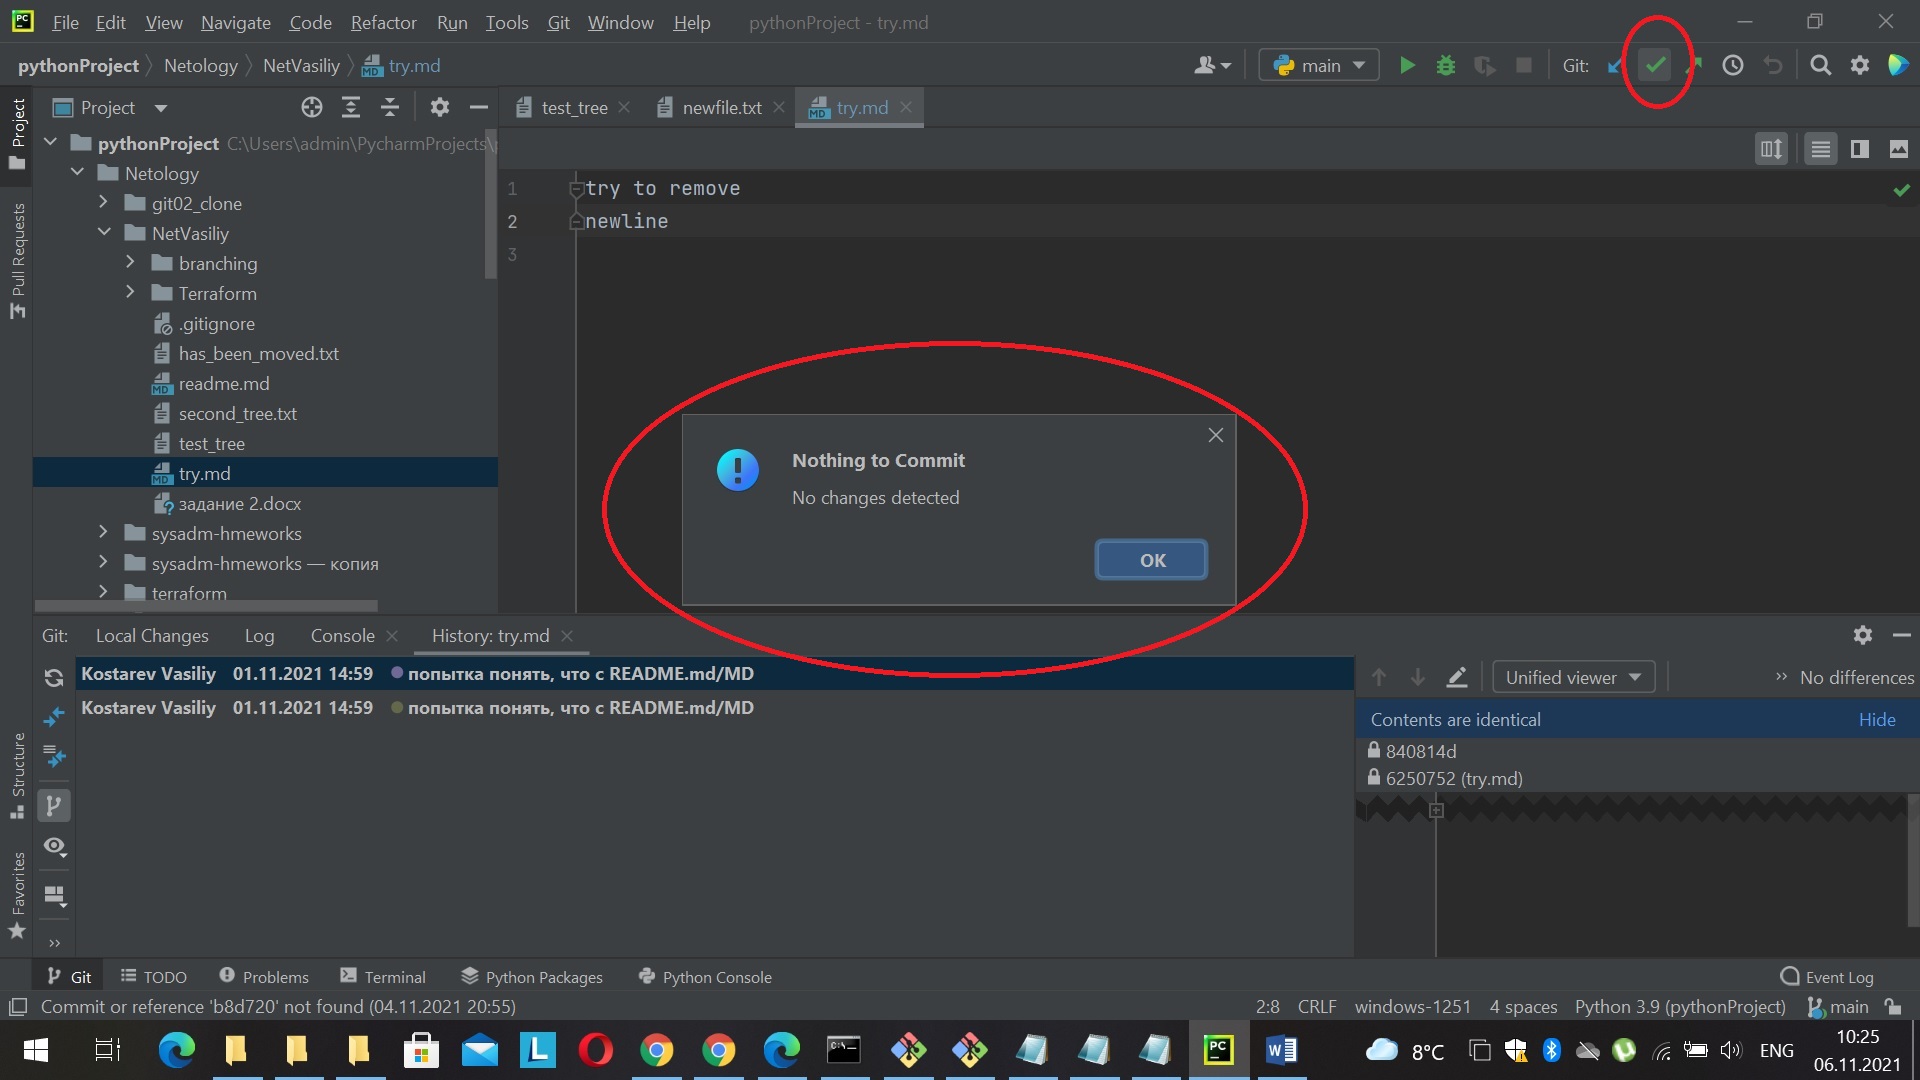 File Edit View Navigate Code Refactor Run Tools Git Window Help pythonProject - try.md
pythonProject Netology NetVasiliy try.md main Git:
Project test_tree newfile.txt try.md
Project
Pull Requests
Structure
Favorites
pythonProject C:\Users\admin\PycharmProjects\
Netology
git02_clone
NetVasiliy
branching
Terraform
.gitignore
has_been_moved.txt
readme.md
second_tree.txt
test_tree
try.md
задание 2.docx
sysadm-hmeworks
sysadm-hmeworks — копия
terraform
1 try to remove
2 newline
3
Nothing to Commit
No changes detected
OK
Git: Local Changes Log Console History: try.md
Kostarev Vasiliy 01.11.2021 14:59 попытка понять, что с README.md/MD
Kostarev Vasiliy 01.11.2021 14:59 попытка понять, что с README.md/MD
Unified viewer No differences
Contents are identical Hide
840814d
6250752 (try.md)
Git TODO Problems Terminal Python Packages Python Console Event Log
Commit or reference 'b8d720' not found (04.11.2021 20:55) 2:8 CRLF windows-1251 4 spaces Python 3.9 (pythonProject) main
8°C ENG 10:25
06.11.2021